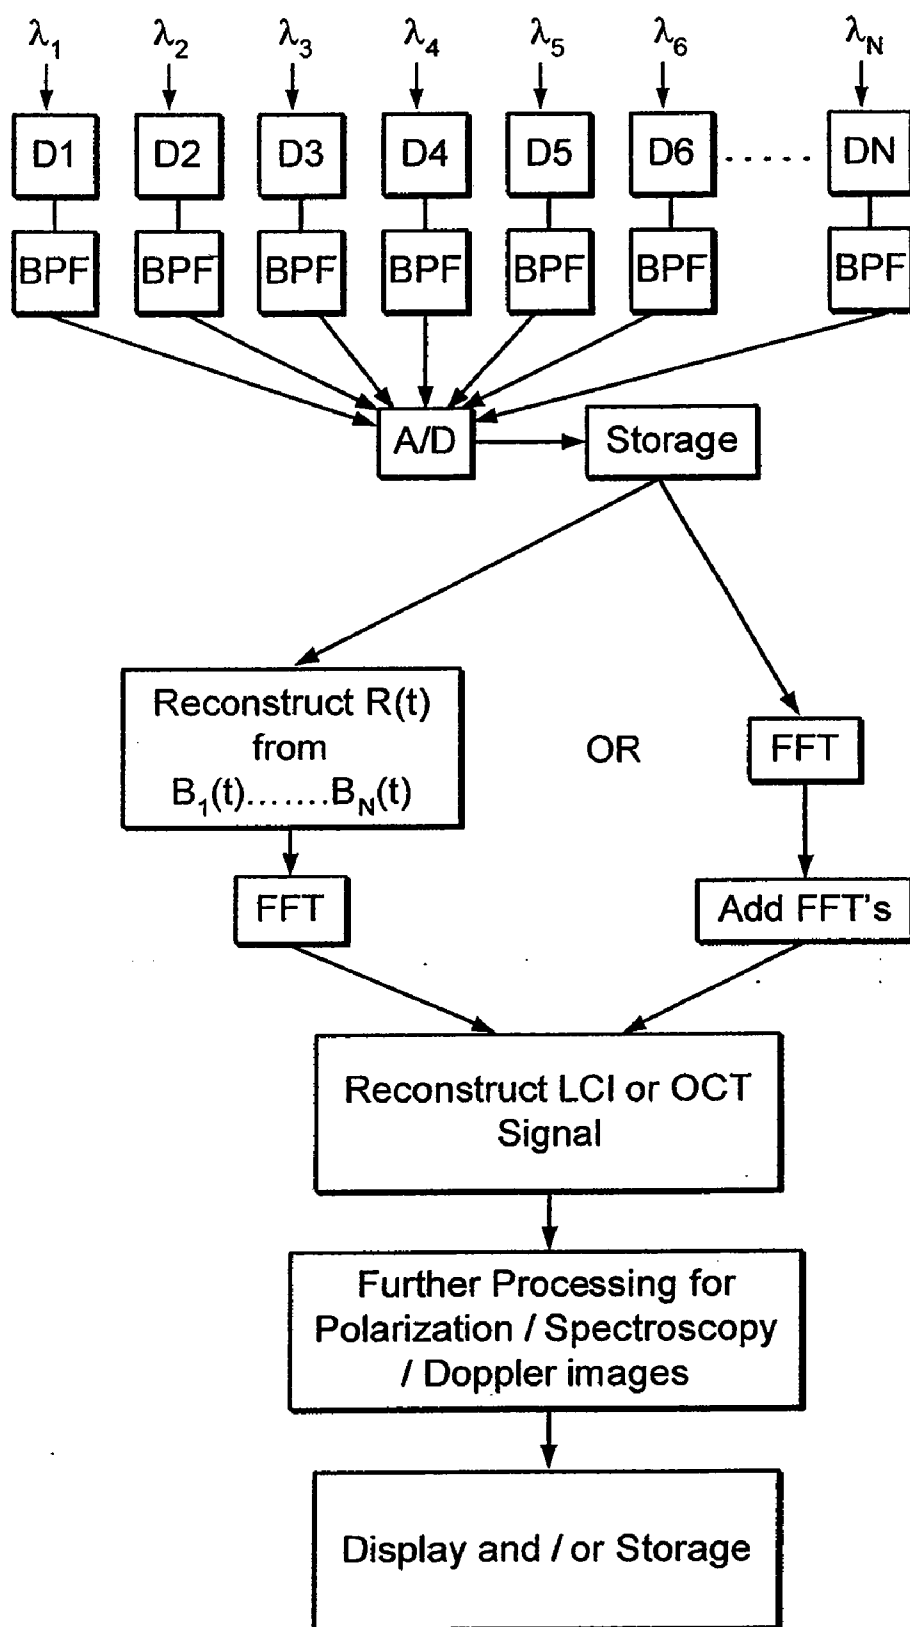 λ1 λ2 λ3 λ4 λ5 λ6 λN
D1 D2 D3 D4 D5 D6 ..... DN
BPF BPF BPF BPF BPF BPF BPF
A/D
Storage
Reconstruct R(t)
from
B1(t).......BN(t)
OR
FFT
FFT
Add FFT's
Reconstruct LCI or OCT
Signal
Further Processing for
Polarization / Spectroscopy
/ Doppler images
Display and / or Storage